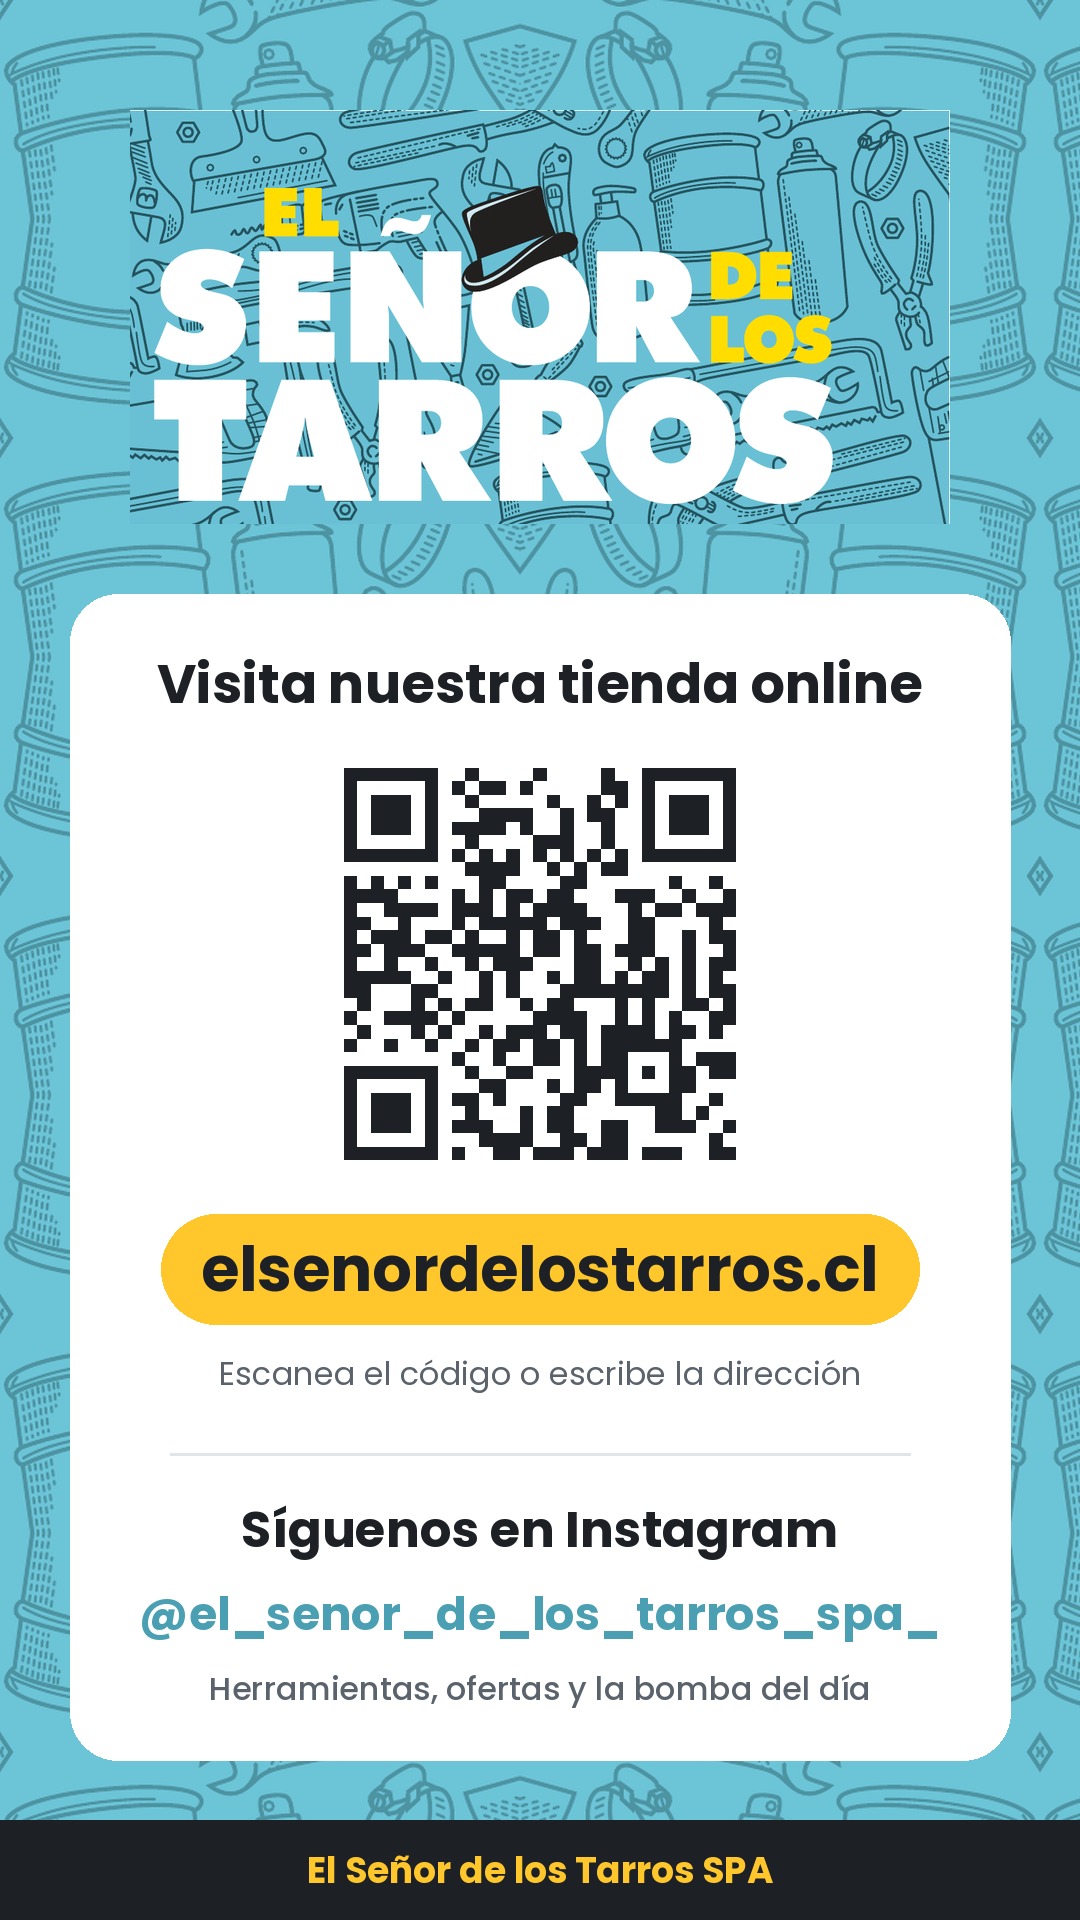 EL
SEÑOR DE LOS
TARROS
Visita nuestra tienda online
elsenordelostarros.cl
Escanea el código o escribe la dirección
Síguenos en Instagram
@el_senor_de_los_tarros_spa_
Herramientas, ofertas y la bomba del día
El Señor de los Tarros SPA